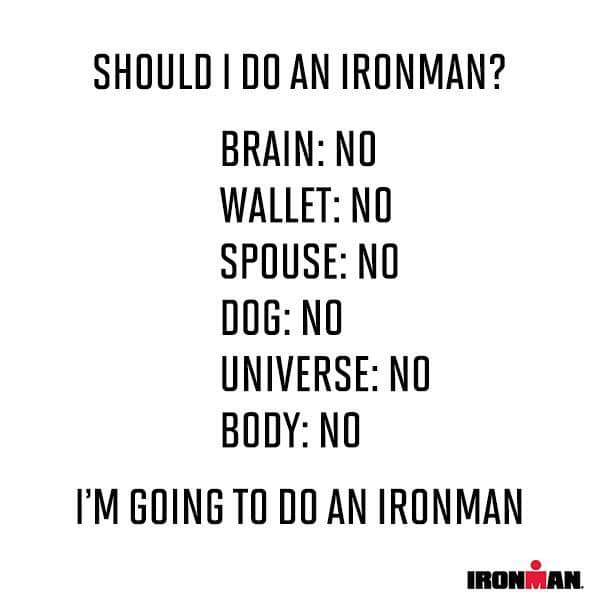 SHOULD I DO AN IRONMAN?
BRAIN: NO
WALLET: NO
SPOUSE: NO
DOG: NO
UNIVERSE: NO
BODY: NO
I'M GOING TO DO AN IRONMAN
IRONMAN